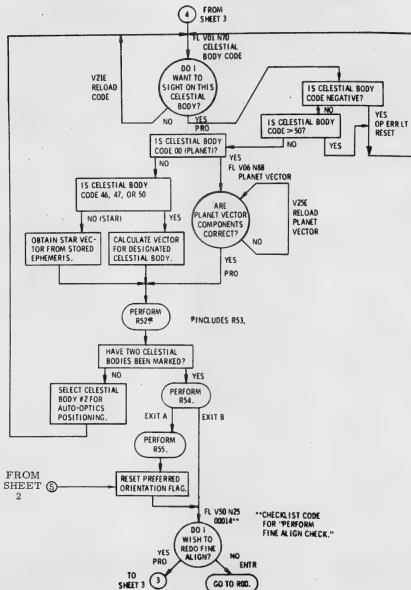 4
FROM
SHEET 3
FL V01 N70
CELESTIAL
BODY CODE
V21E
RELOAD
CODE
DO I
WANT TO
SIGHT ON THIS
CELESTIAL
BODY?
NO
YES
PRO
IS CELESTIAL BODY
CODE NEGATIVE?
NO
YES
OP ERR LT
RESET
IS CELESTIAL BODY
CODE > 50?
NO
YES
IS CELESTIAL BODY
CODE 00 (PLANET)?
NO
YES
FL V06 N88
PLANET VECTOR
IS CELESTIAL BODY
CODE 46, 47, OR 50
NO (STAR)
YES
ARE
PLANET VECTOR
COMPONENTS
CORRECT?
NO
V25E
RELOAD
PLANET
VECTOR
YES
PRO
OBTAIN STAR VEC-
TOR FROM STORED
EPHEMERIS.
CALCULATE VECTOR
FOR DESIGNATED
CELESTIAL BODY.
PERFORM
R52.*
*INCLUDES R53.
HAVE TWO CELESTIAL
BODIES BEEN MARKED?
NO
YES
SELECT CELESTIAL
BODY #2 FOR
AUTO-OPTICS
POSITIONING.
PERFORM
R54.
EXIT A
EXIT B
PERFORM
R55.
FROM
SHEET
2
5
RESET PREFERRED
ORIENTATION FLAG.
FL V50 N25
00014**
**CHECKLIST CODE
FOR "PERFORM
FINE ALIGN CHECK."
DO I
WISH TO
REDO FINE
ALIGN?
YES
PRO
NO
ENTR
TO
SHEET 3
3
GO TO R00.